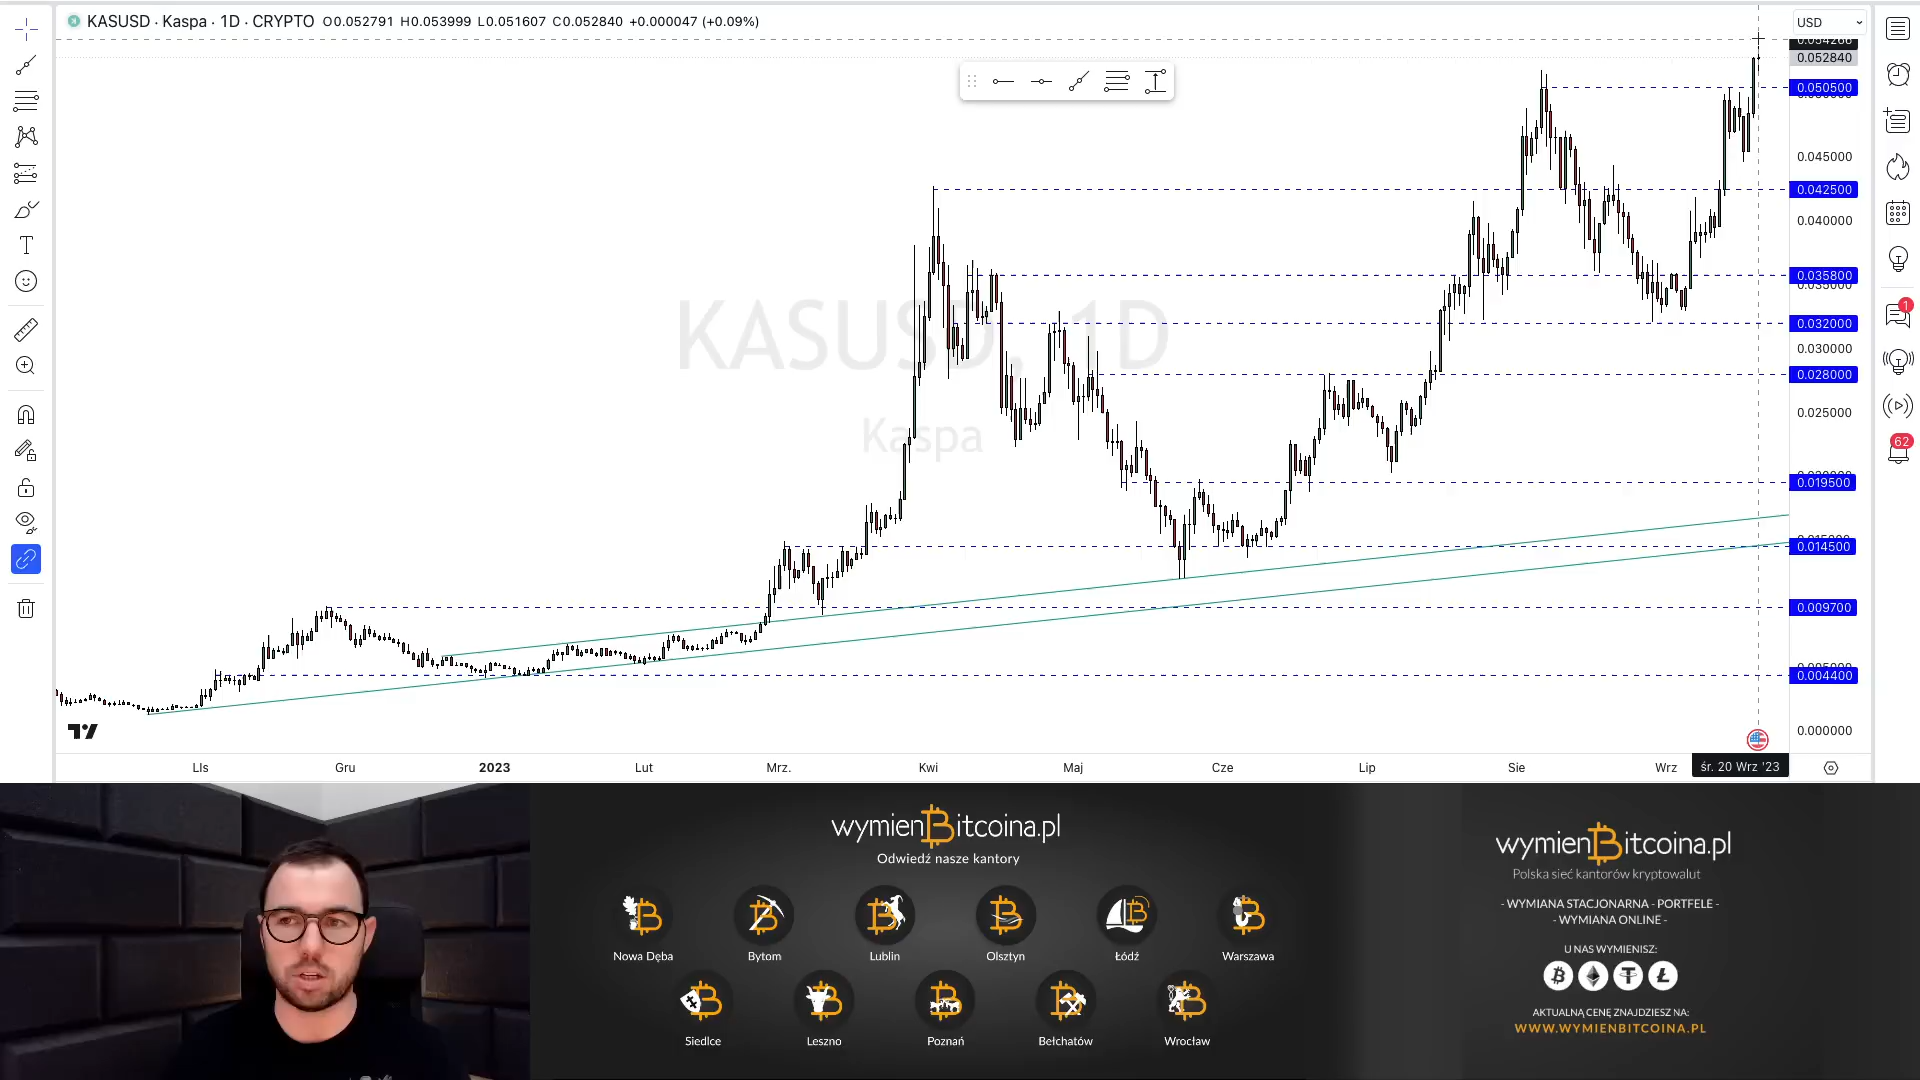 KASUSD · Kaspa · 1D · CRYPTO O0.052791 H0.053999 L0.051607 C0.052840 +0.000047 (+0.09%)
USD
0.052840
0.050500
0.045000
0.042500
0.040000
0.035800
0.035000
0.032000
0.030000
0.028000
0.025000
0.019500
0.014500
0.009700
0.004400
0.000000
1
62
KASUSD, 1D
Kaspa
LIs
Gru
2023
Lut
Mrz.
Kwi
Maj
Cze
Lip
Sie
Wrz
śr. 20 Wrz '23
wymienBitcoina.pl
Odwiedź nasze kantory
Nowa Dęba
Bytom
Lublin
Olsztyn
Łódź
Warszawa
Siedlce
Leszno
Poznań
Bełchatów
Wrocław
wymienBitcoina.pl
Polska sieć kantorów kryptowalut
- WYMIANA STACJONARNA - PORTFELE -
- WYMIANA ONLINE -
U NAS WYMIENISZ:
AKTUALNĄ CENĘ ZNAJDZIESZ NA:
WWW.WYMIENBITCOINA.PL